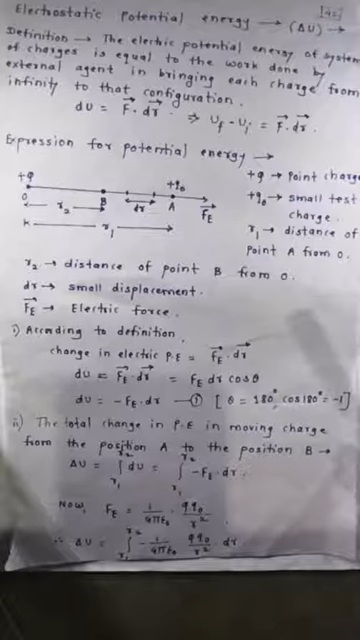 Electrostatic Potential energy → (ΔU) →
Definition → The electric potential energy of system
of charges is equal to the work done by
external agent in bringing each charge from
infinity to that configuration.
dU = F⃗. dr⃗ ⇒ Uf - Ui = F⃗. dr⃗.
Expression for potential energy →
+q +q₀
O B dr A F⃗E
r₂
r₁
+q → Point charge
+q₀ → small test
charge.
r₁ → distance of
Point A from O.
r₂ → distance of point B from O.
dr → small displacement.
F⃗E → Electric force.
i) According to definition,
change in electric P.E = F⃗E. dr⃗
dU = F⃗E. dr⃗ = FE dr cosθ
dU = -FE. dr — ① [θ = 180° cos180° = -1]
ii) The total change in P.E in moving charge
from the position A to the position B →
ΔU = ∫r₁^r₂ dU = ∫r₁^r₂ -FE. dr.
Now, FE = 1/4πε₀ . qq₀/r²
∴ ΔU = ∫r₁^r₂ - 1/4πε₀ qq₀/r² . dr